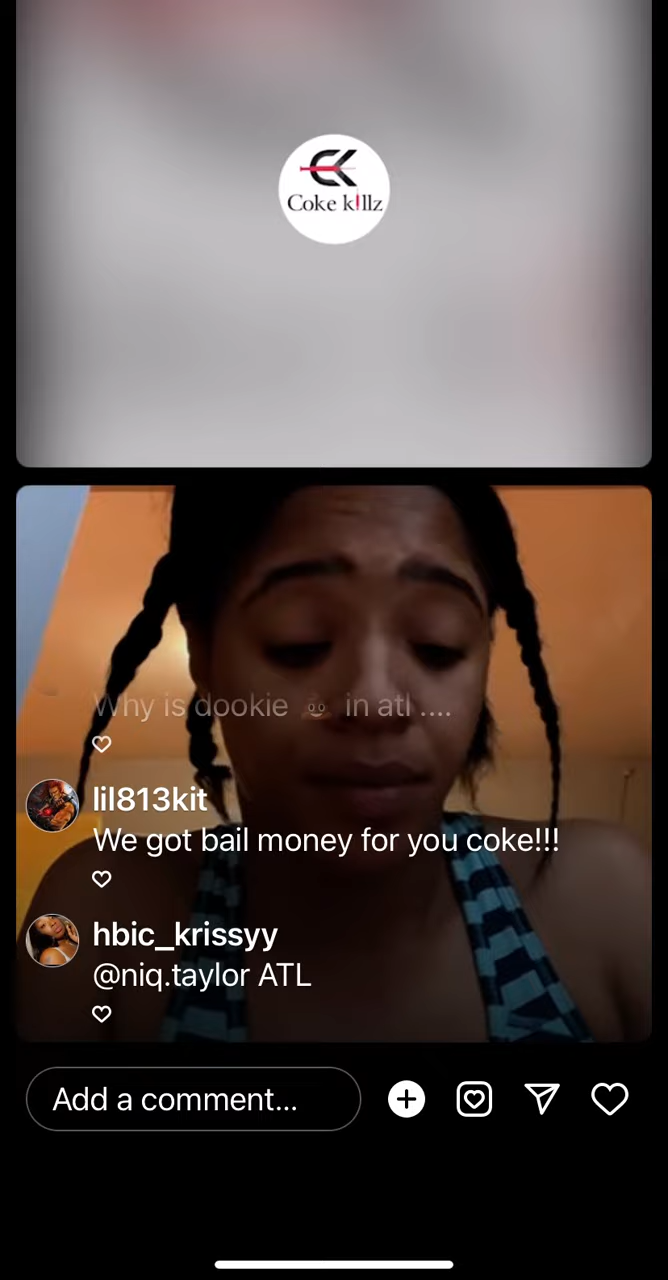 CK
Coke k!llz
Why is dookie 💩 in atl ....
lil813kit
We got bail money for you coke!!!
hbic_krissyy
@niq.taylor ATL
Add a comment...